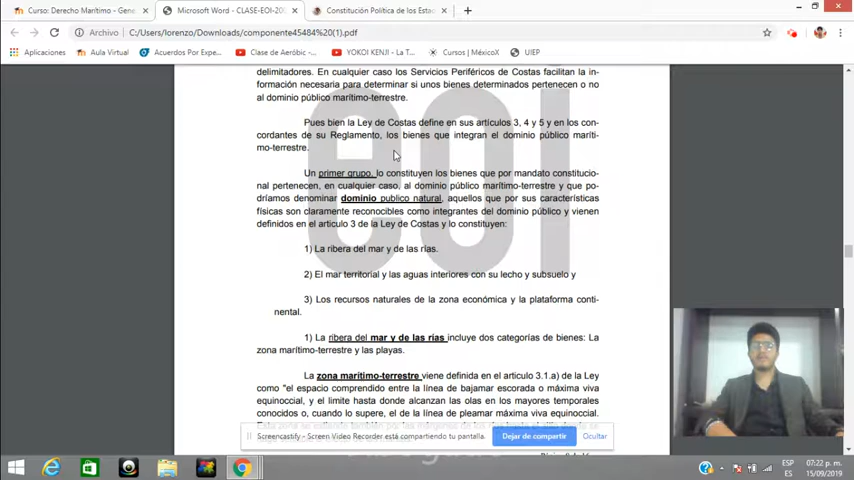 Curso: Derecho Marítimo - Gene
Microsoft Word - CLASE-EOI-200
Constitución Política de los Estad
Archivo C:/Users/lorenzo/Downloads/componente45484%20(1).pdf
Aplicaciones Aula Virtual Acuerdos Por Expe... Clase de Aeróbic -... YOKOI KENJI - La T... Cursos |MéxicoX UIEP
delimitadores. En cualquier caso los Servicios Periféricos de Costas facilitan la in-
formación necesaria para determinar si unos bienes determinados pertenecen o no
al dominio público marítimo-terrestre.
Pues bien la Ley de Costas define en sus artículos 3, 4 y 5 y en los con-
cordantes de su Reglamento, los bienes que integran el dominio público maríti-
mo-terrestre.
Un primer grupo, lo constituyen los bienes que por mandato constitucio-
nal pertenecen, en cualquier caso, al dominio público marítimo-terrestre y que po-
dríamos denominar dominio publico natural, aquellos que por sus características
físicas son claramente reconocibles como integrantes del dominio público y vienen
definidos en el articulo 3 de la Ley de Costas y lo constituyen:
1) La ribera del mar y de las rías.
2) El mar territorial y las aguas interiores con su lecho y subsuelo y
3) Los recursos naturales de la zona económica y la plataforma conti-
nental.
1) La ribera del mar y de las rías incluye dos categorías de bienes: La
zona marítimo-terrestre y las playas.
La zona marítimo-terrestre viene definida en el artículo 3.1.a) de la Ley
como "el espacio comprendido entre la línea de bajamar escorada o máxima viva
equinoccial, y el limite hasta donde alcanzan las olas en los mayores temporales
conocidos o, cuando lo supere, el de la línea de pleamar máxima viva equinoccial.
eoi
Screencastify - Screen Video Recorder está compartiendo tu pantalla.
Dejar de compartir
Ocultar
ESP
ES
07:22 p. m.
15/09/2019